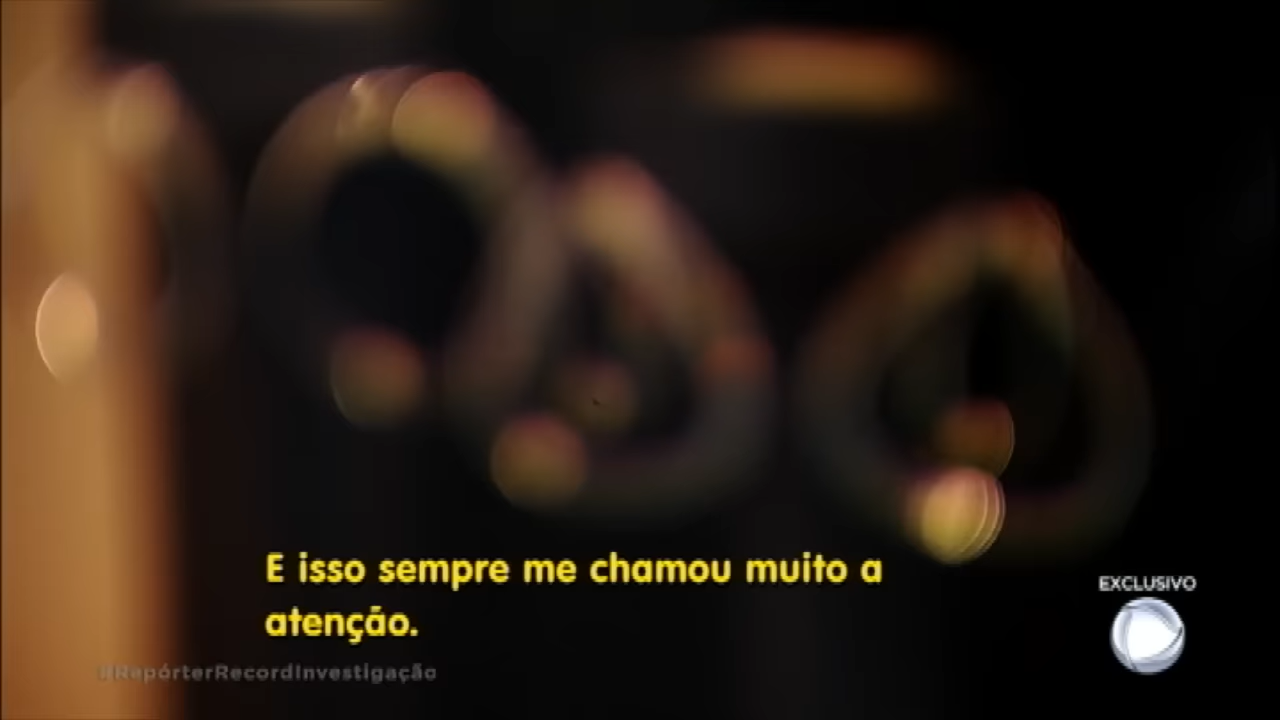 E isso sempre me chamou muito a
atenção.
EXCLUSIVO
#RepórterRecordInvestigação